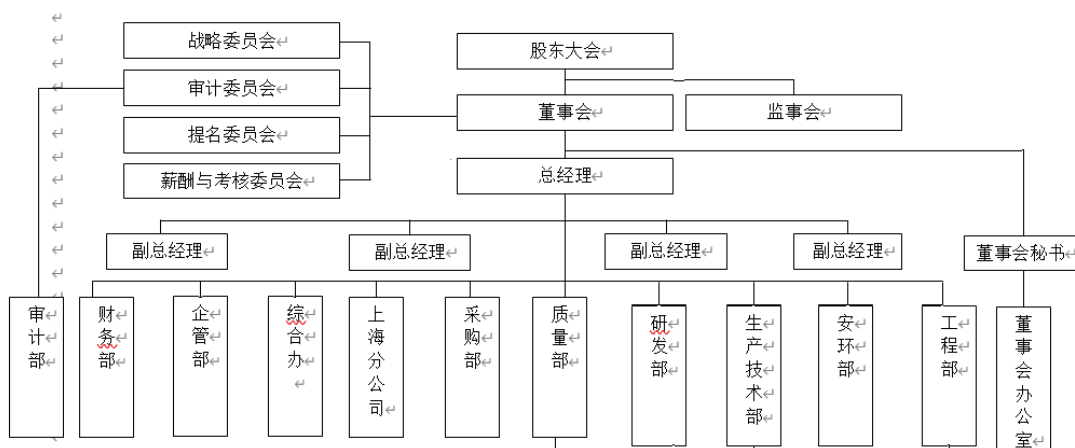 战略委员会
股东大会
审计委员会
董事会
监事会
提名委员会
总经理
薪酬与考核委员会
副总经理
副总经理
副总经理
副总经理
董事会秘书
审计部
财务部
企管部
综合办
上海分公司
采购部
质量部
研发部
生产技术部
安环部
工程部
董事会办公室